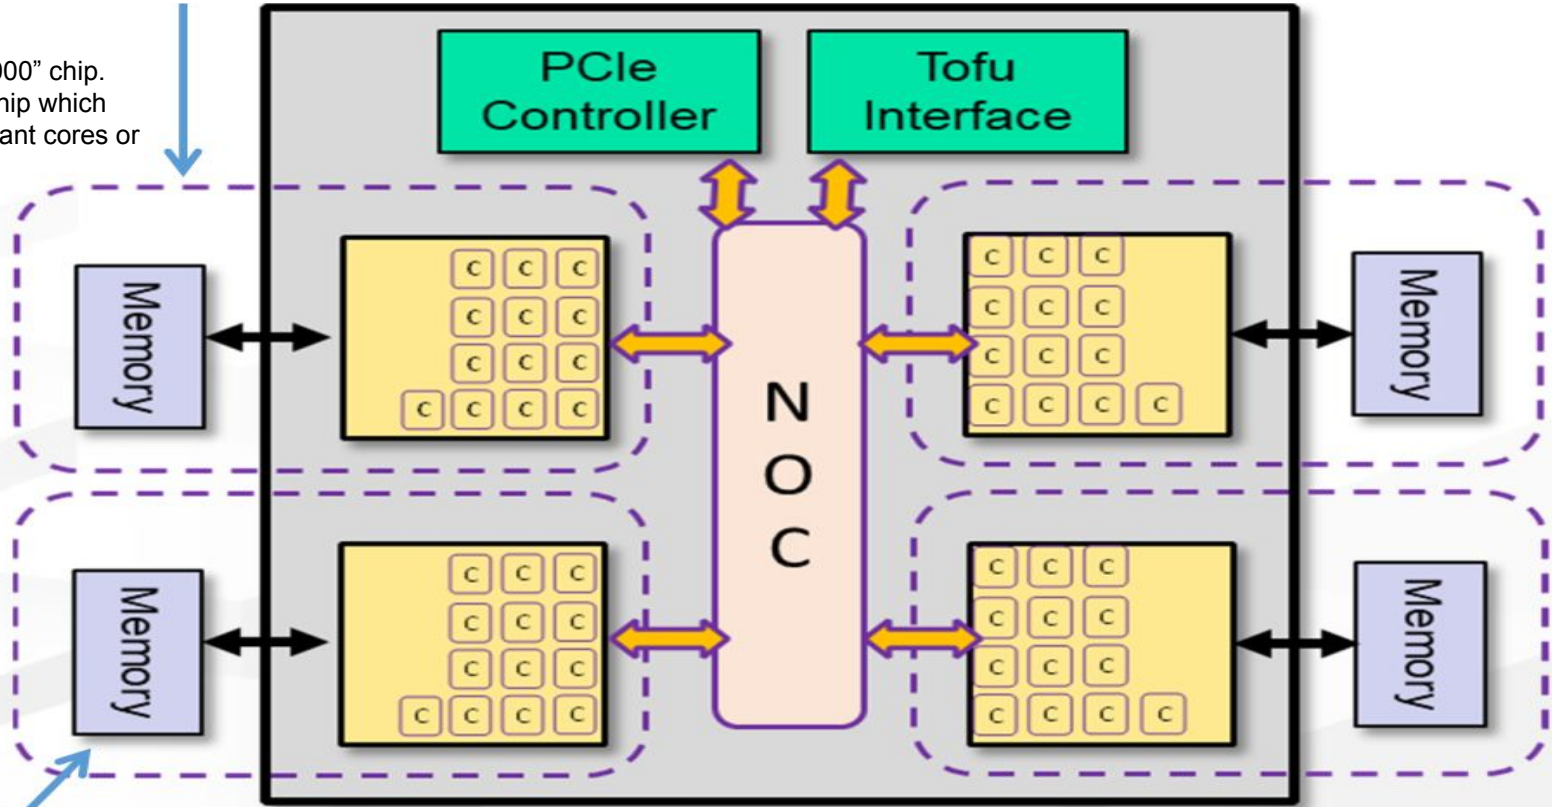 000” chip.
hip which
ant cores or
PCIe
Controller
Tofu
Interface
Memory
C C C
C C C
C C C
C C C C
N
O
C
C C C
C C C
C C C
C C C C
Memory
Memory
C C C
C C C
C C C
C C C C
C C C
C C C
C C C
C C C C
Memory